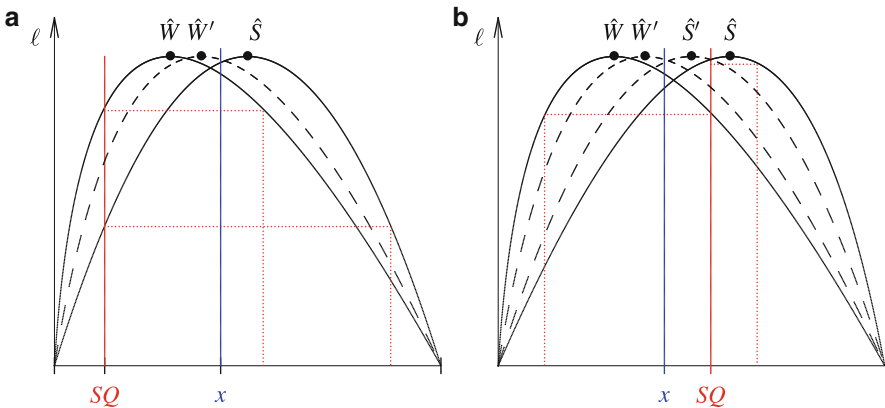 a
ℓ
Ŵ Ŵ′ Ŝ
SQ x
b
ℓ
Ŵ Ŵ′ Ŝ′ Ŝ
x SQ